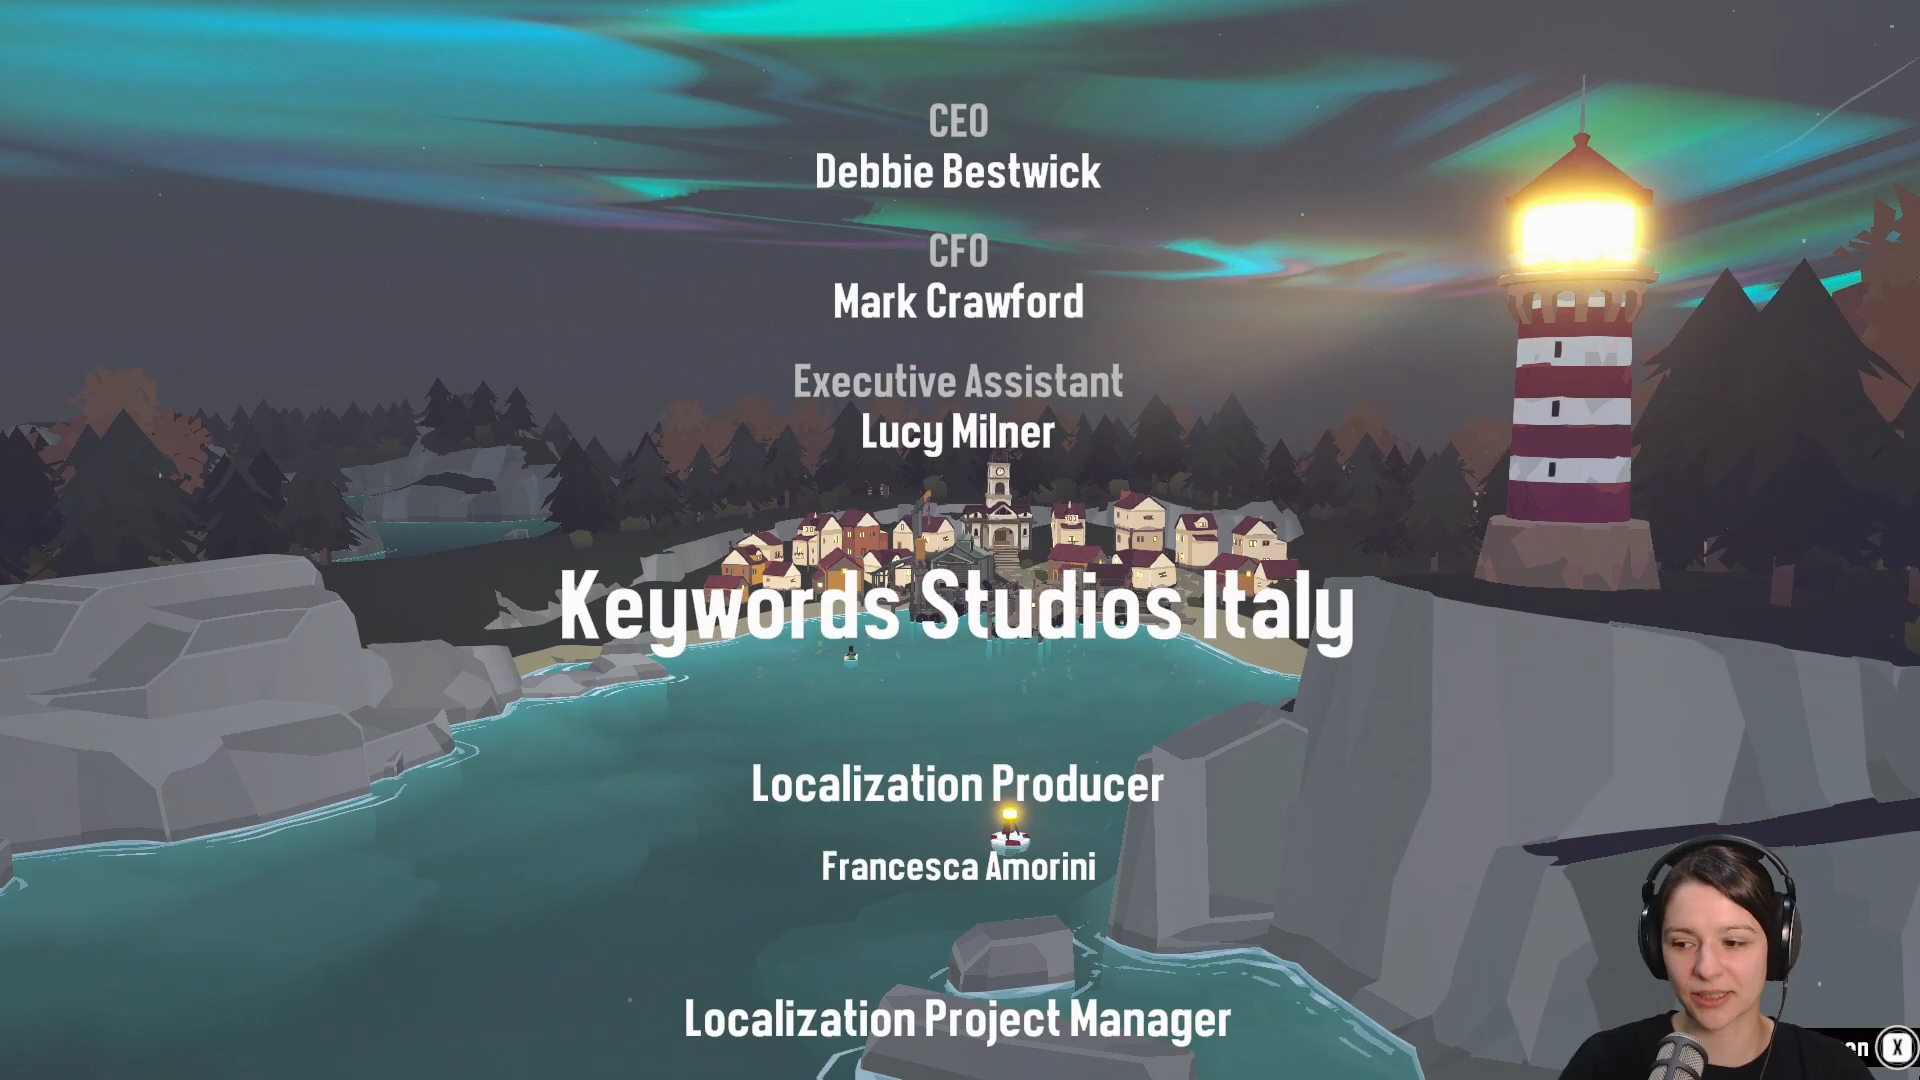 CEO
Debbie Bestwick
CFO
Mark Crawford
Executive Assistant
Lucy Milner
Keywords Studios Italy
Localization Producer
Francesca Amorini
Localization Project Manager
X